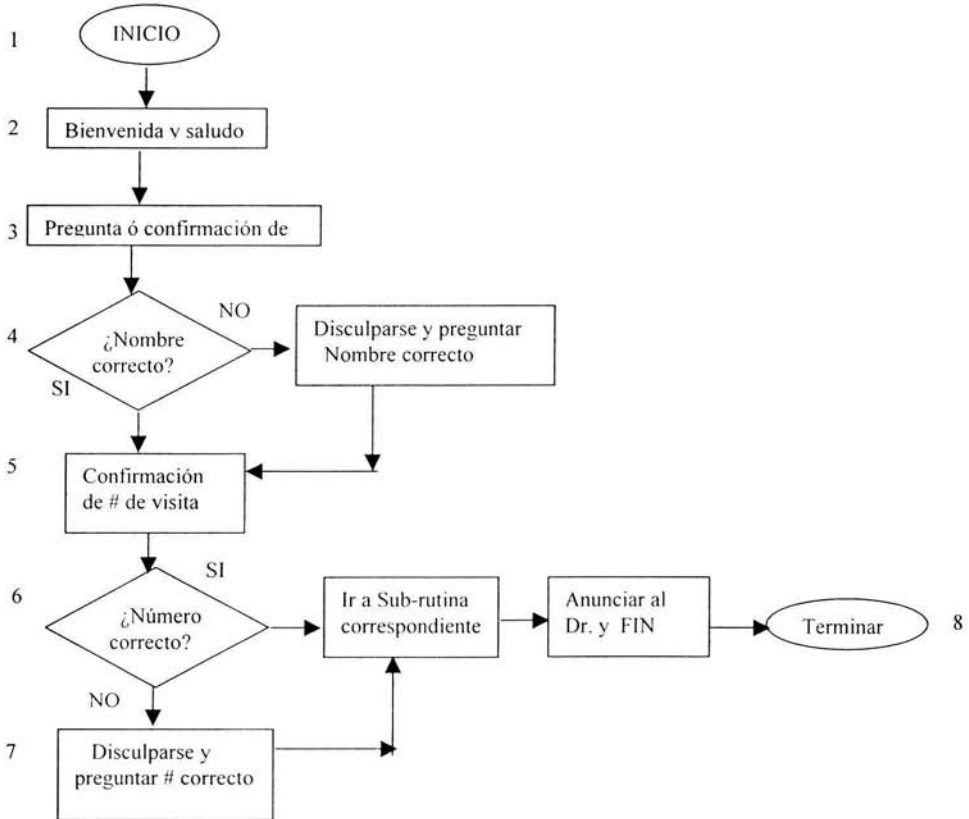 1 INICIO
2 Bienvenida v saludo
3 Pregunta ó confirmación de
4 ¿Nombre
correcto?
NO
SI
Disculparse y preguntar
Nombre correcto
5 Confirmación
de # de visita
6 ¿Número
correcto?
SI
NO
Ir a Sub-rutina
correspondiente
Anunciar al
Dr. y FIN
Terminar 8
7 Disculparse y
preguntar # correcto